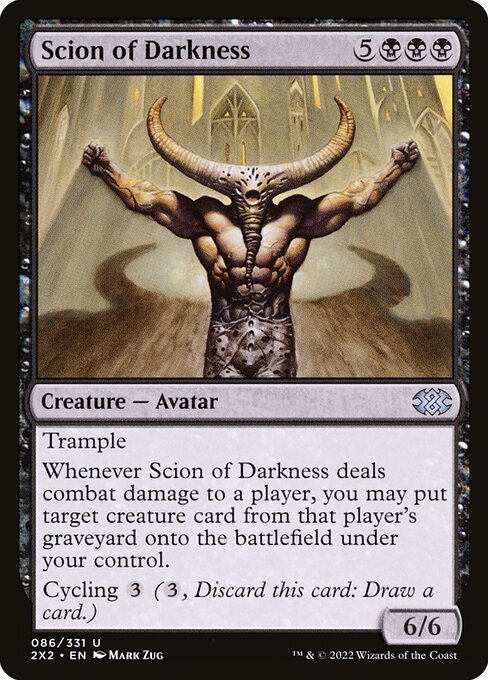 Scion of Darkness 5
Creature — Avatar
Trample
Whenever Scion of Darkness deals
combat damage to a player, you may put
target creature card from that player's
graveyard onto the battlefield under
your control.
Cycling 3 (3, Discard this card: Draw a
card.)
6/6
086/331 U
2X2 • EN Mark Zug
™ & © 2022 Wizards of the Coast